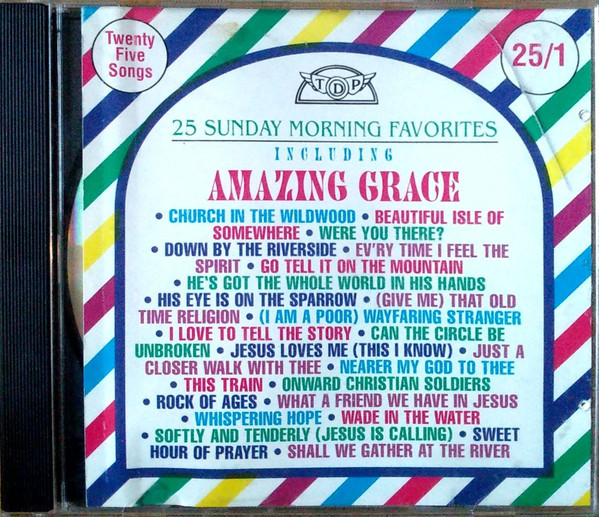 Twenty
Five
Songs
25/1
TDP
25 SUNDAY MORNING FAVORITES
INCLUDING
AMAZING GRACE
• CHURCH IN THE WILDWOOD • BEAUTIFUL ISLE OF
SOMEWHERE • WERE YOU THERE?
• DOWN BY THE RIVERSIDE • EV'RY TIME I FEEL THE
SPIRIT • GO TELL IT ON THE MOUNTAIN
• HE'S GOT THE WHOLE WORLD IN HIS HANDS
• HIS EYE IS ON THE SPARROW • (GIVE ME) THAT OLD
TIME RELIGION • (I AM A POOR) WAYFARING STRANGER
• I LOVE TO TELL THE STORY • CAN THE CIRCLE BE
UNBROKEN • JESUS LOVES ME (THIS I KNOW) • JUST A
CLOSER WALK WITH THEE • NEARER MY GOD TO THEE
• THIS TRAIN • ONWARD CHRISTIAN SOLDIERS
• ROCK OF AGES • WHAT A FRIEND WE HAVE IN JESUS
• WHISPERING HOPE • WADE IN THE WATER
• SOFTLY AND TENDERLY (JESUS IS CALLING) • SWEET
HOUR OF PRAYER • SHALL WE GATHER AT THE RIVER